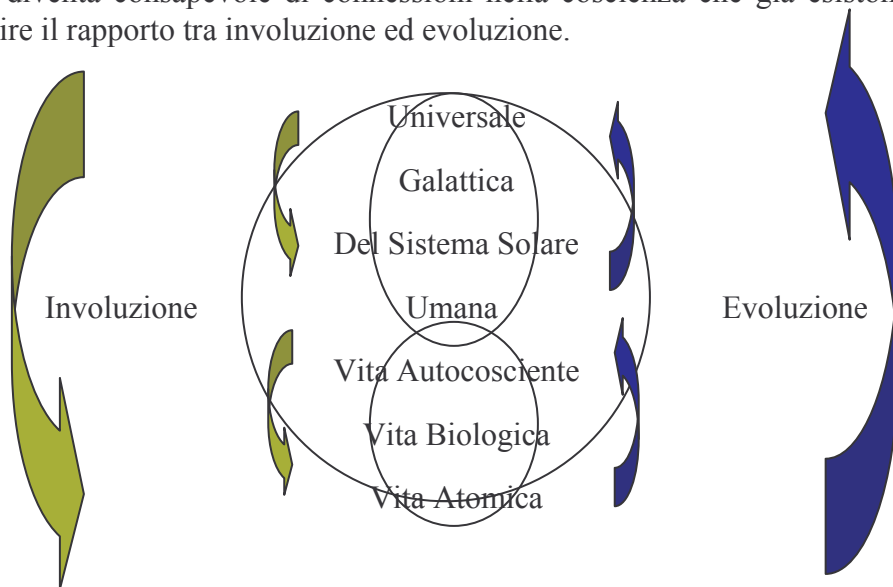 diventa consapevole di connessioni nella coscienza che già
ire il rapporto tra involuzione ed evoluzione.
Universale
Galattica
Del Sistema Solare
Involuzione
Umana
Evoluzione
Vita Autocosciente
Vita Biologica
Vita Atomica